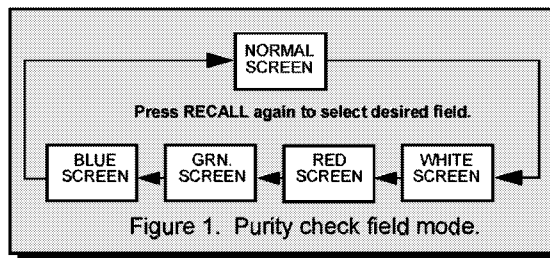 NORMAL
SCREEN
Press RECALL again to select desired field.
BLUE
SCREEN
GRN.
SCREEN
RED
SCREEN
WHITE
SCREEN
Figure 1. Purity check field mode.